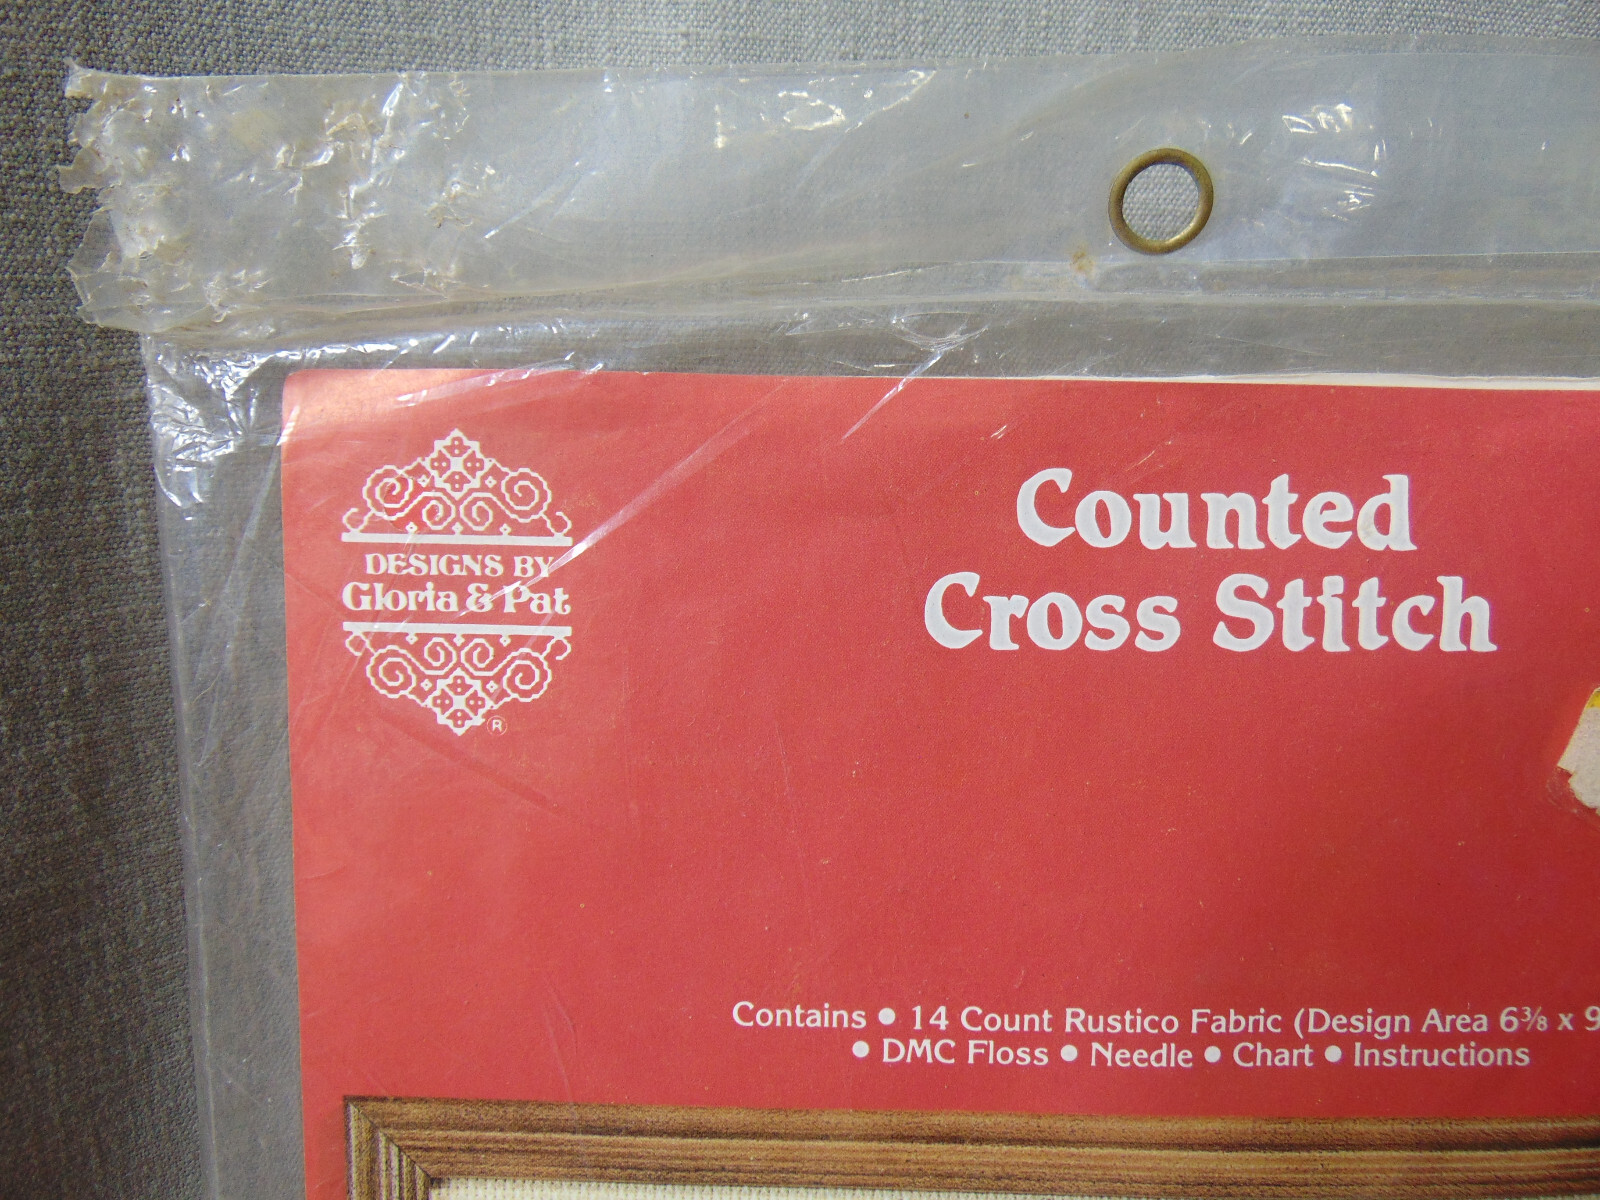 DESIGNS BY
Gloria & Pat
®
Counted
Cross Stitch
Contains • 14 Count Rustico Fabric (Design Area 6⅜ x 9
• DMC Floss • Needle • Chart • Instructions